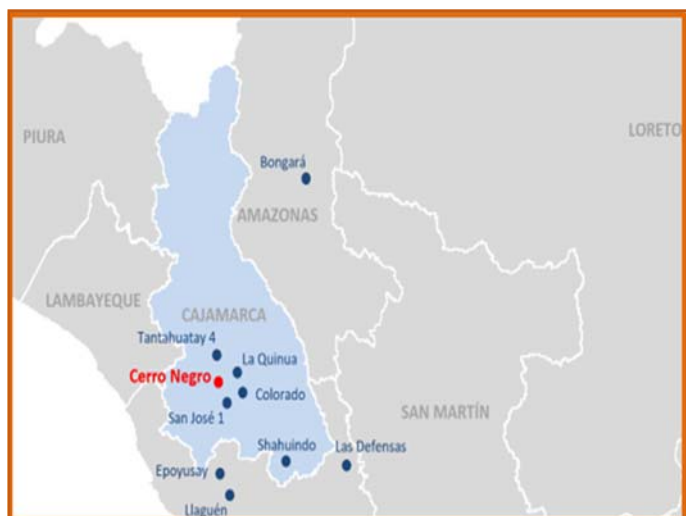 PIURA
LORETO
Bongará
AMAZONAS
LAMBAYEQUE
CAJAMARCA
Tantahuatay 4
La Quinua
Cerro Negro
Colorado
San José 1
SAN MARTÍN
Shahuindo
Las Defensas
Epoyusay
Llaguén